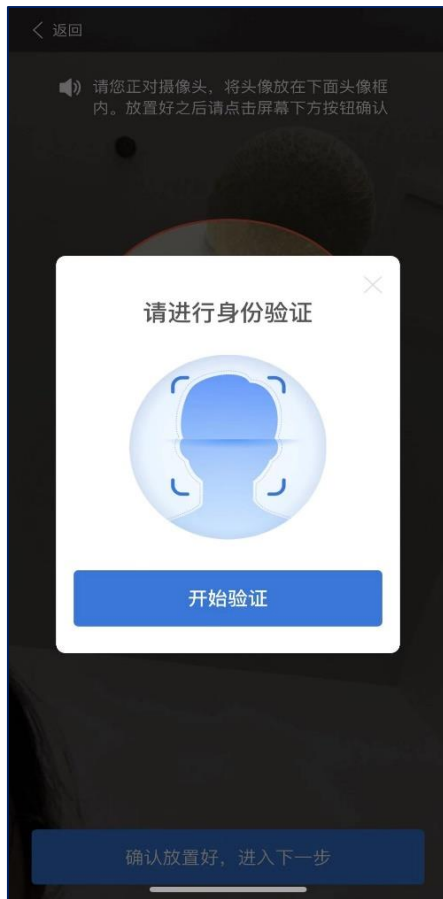 返回
请您正对摄像头，将头像放在下面头像框
内。放置好之后请点击屏幕下方按钮确认
请进行身份验证
开始验证
确认放置好，进入下一步